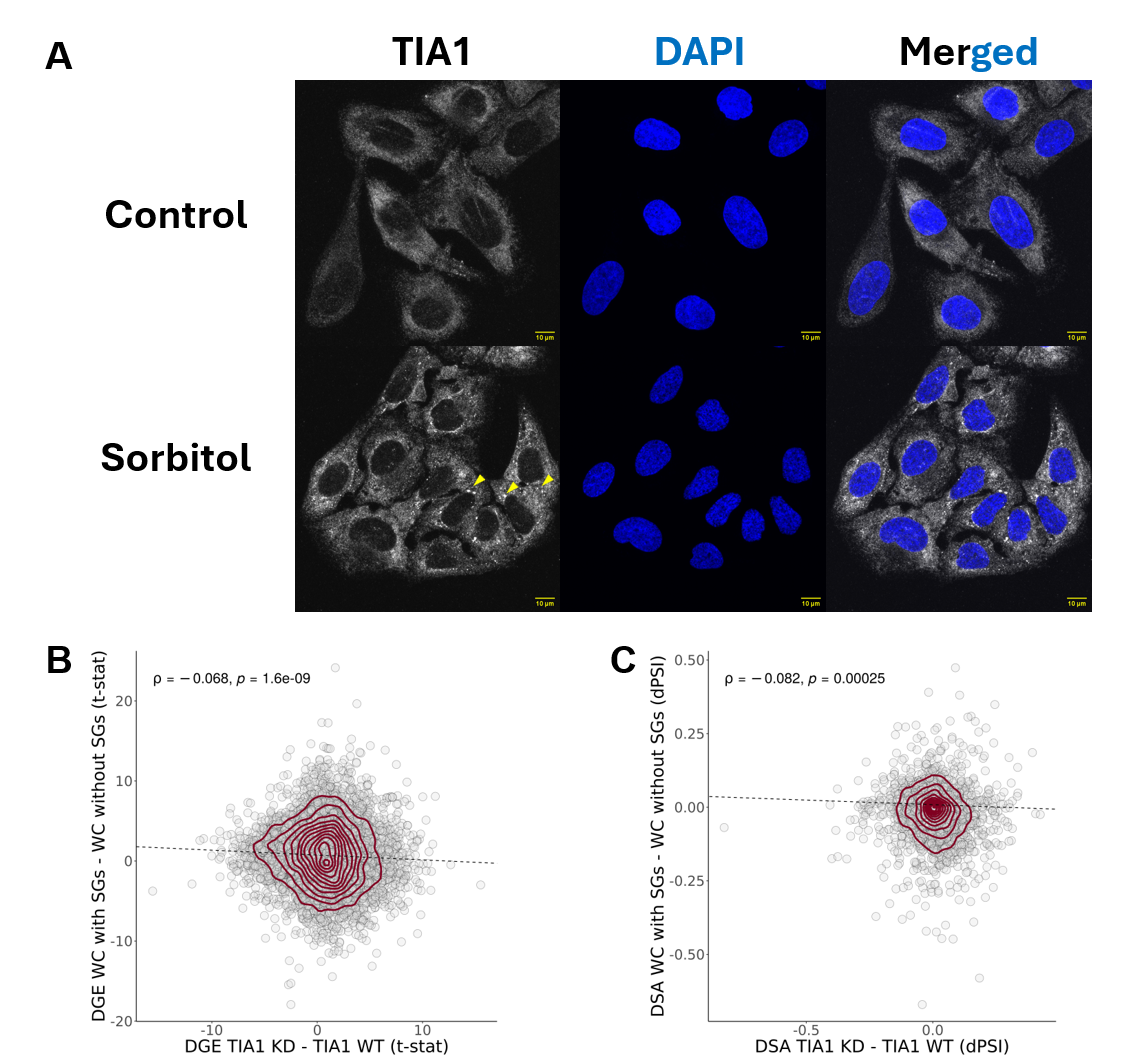 A
TIA1
DAPI
Merged
Control
10 µm
10 µm
10 µm
Sorbitol
10 µm
10 µm
10 µm
B
DGE WC with SGs - WC without SGs (t-stat)
ρ = −0.068, p = 1.6e-09
20
10
0
-10
-20
-10
0
10
DGE TIA1 KD - TIA1 WT (t-stat)
C
DSA WC with SGs - WC without SGs (dPSI)
ρ = −0.082, p = 0.00025
0.50
0.25
0.00
-0.25
-0.50
-0.5
0.0
DSA TIA1 KD - TIA1 WT (dPSI)